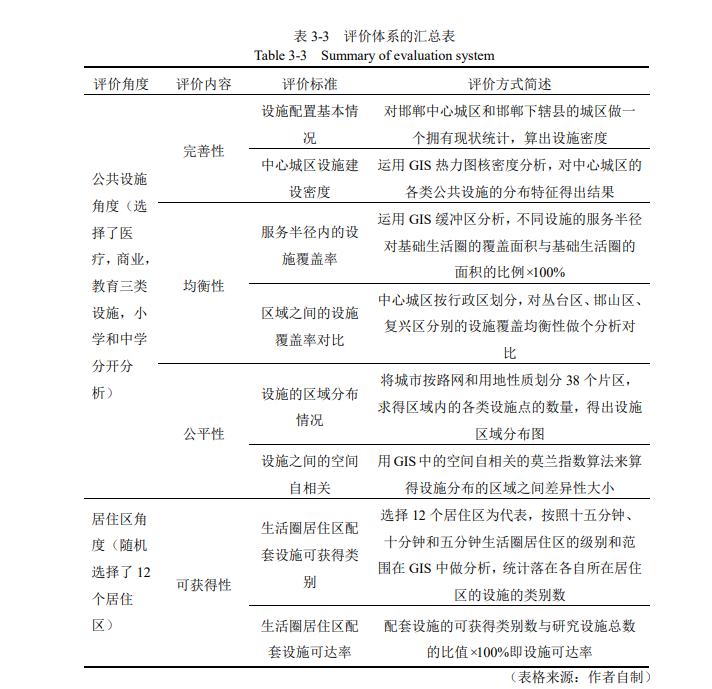 表 3-3 评价体系的汇总表
Table 3-3 Summary of evaluation system
评价角度 评价内容 评价标准 评价方式简述
公共设施
角度（选
择了医
疗，商业，
教育三类
设施，小
学和中学
分开分
析）
完善性
设施配置基本情
况
对邯郸中心城区和邯郸下辖县的城区做一
个拥有现状统计，算出设施密度
中心城区设施建
设密度
运用 GIS 热力图核密度分析，对中心城区的
各类公共设施的分布特征得出结果
均衡性
服务半径内的设
施覆盖率
运用 GIS 缓冲区分析，不同设施的服务半径
对基础生活圈的覆盖面积与基础生活圈的
面积的比例×100%
区域之间的设施
覆盖率对比
中心城区按行政区划分，对丛台区、邯山区、
复兴区分别的设施覆盖均衡性做个分析对
比
公平性
设施的区域分布
情况
将城市按路网和用地性质划分 38 个片区，
求得区域内的各类设施点的数量，得出设施
区域分布图
设施之间的空间
自相关
用 GIS 中的空间自相关的莫兰指数算法来算
得设施分布的区域之间差异性大小
居住区角
度（随机
选择了 12
个居住
区）
可获得性
生活圈居住区配
套设施可获得类
别
选择 12 个居住区为代表，按照十五分钟、
十分钟和五分钟生活圈居住区的级别和范
围在 GIS 中做分析，统计落在各自所在居住
区的设施的类别数
生活圈居住区配
套设施可达率
配套设施的可获得类别数与研究设施总数
的比值×100%即设施可达率
（表格来源：作者自制）